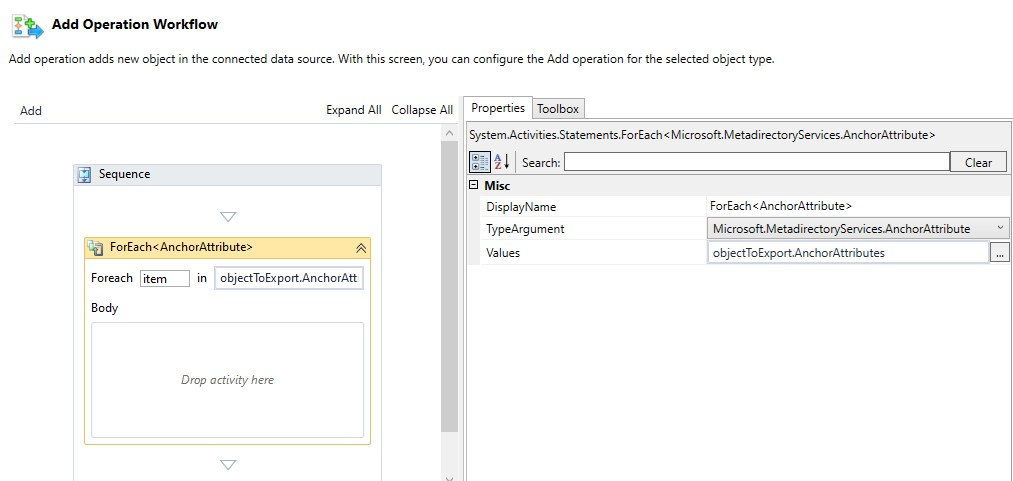 Add Operation Workflow
Add operation adds new object in the connected data source. With this screen, you can configure the Add operation for the selected object type.
Add
Expand All Collapse All
Sequence
ForEach<AnchorAttribute>
Foreach item in objectToExport.AnchorAtt
Body
Drop activity here
Properties Toolbox
System.Activities.Statements.ForEach<Microsoft.MetadirectoryServices.AnchorAttribute>
Search: Clear
Misc
DisplayName ForEach<AnchorAttribute>
TypeArgument Microsoft.MetadirectoryServices.AnchorAttribute
Values objectToExport.AnchorAttributes ...